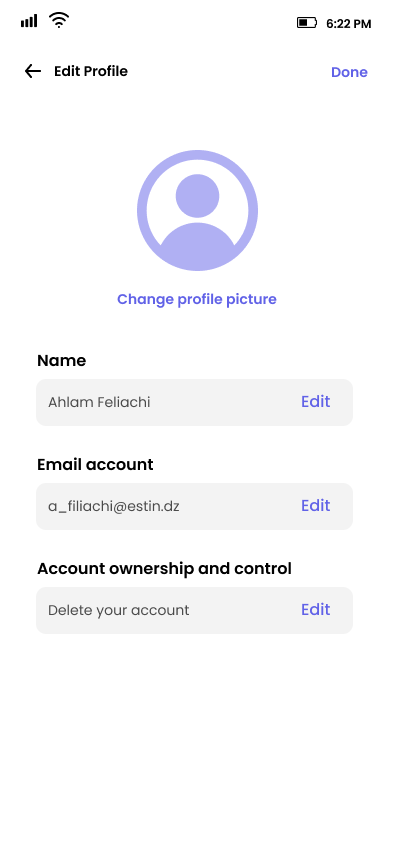 6:22 PM
Edit Profile Done
Change profile picture
Name
Ahlam Feliachi Edit
Email account
a_filiachi@estin.dz Edit
Account ownership and control
Delete your account Edit